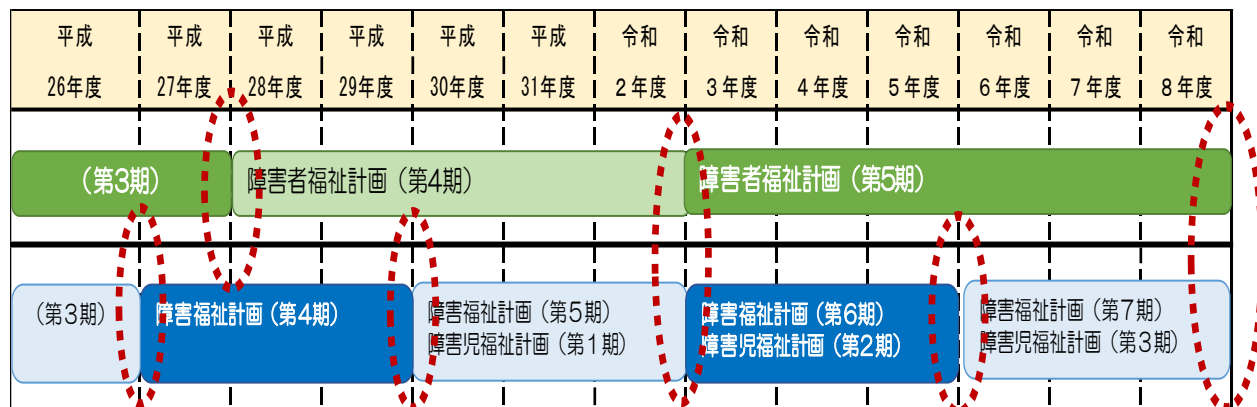 平成 平成 平成 平成 平成 平成 令和 令和 令和 令和 令和 令和 令和
26年度 27年度 28年度 29年度 30年度 31年度 2年度 3年度 4年度 5年度 6年度 7年度 8年度
(第3期) 障害者福祉計画(第4期) 障害者福祉計画(第5期)
(第3期) 障害福祉計画(第4期) 障害福祉計画(第5期) 障害福祉計画(第6期) 障害福祉計画(第7期)
障害児福祉計画(第1期) 障害児福祉計画(第2期) 障害児福祉計画(第3期)